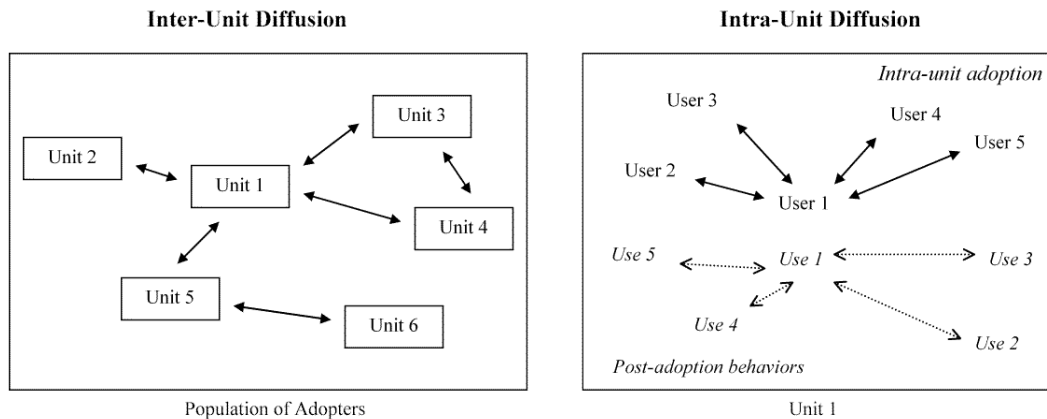 Inter-Unit Diffusion
Unit 3
Unit 2
Unit 1
Unit 4
Unit 5
Unit 6
Population of Adopters
Intra-Unit Diffusion
Intra-unit adoption
User 3
User 4
User 5
User 2
User 1
Use 5
Use 1
Use 3
Use 4
Use 2
Post-adoption behaviors
Unit 1